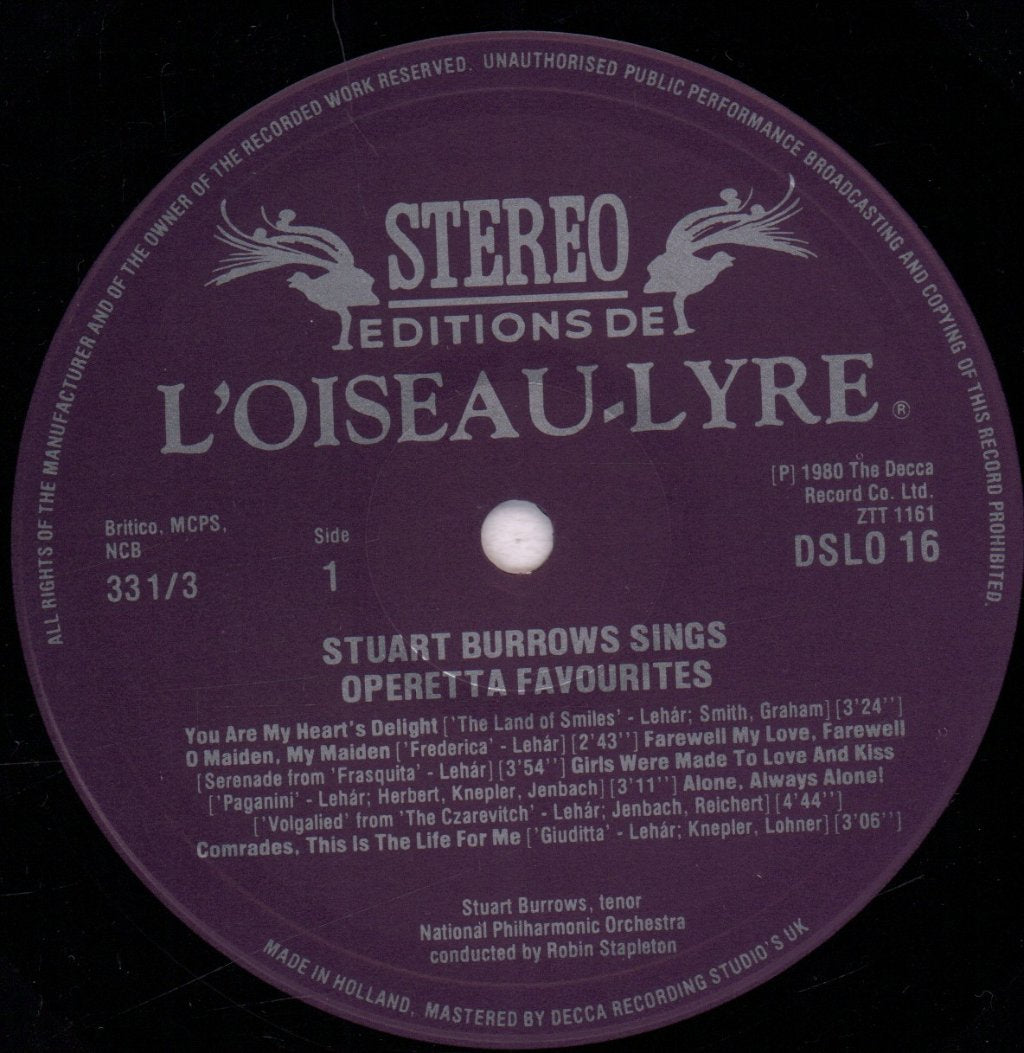 ALL RIGHTS OF THE MANUFACTURER AND OF THE OWNER OF THE RECORDED WORK RESERVED. UNAUTHORISED PUBLIC PERFORMANCE BROADCASTING AND COPYING OF THIS RECORD PROHIBITED.
STEREO
EDITIONS DE
L'OISEAU-LYRE ®
[P] 1980 The Decca
Record Co. Ltd.
ZTT 1161
DSLO 16
Britico, MCPS,
NCB
33 1/3
Side
1
STUART BURROWS SINGS
OPERETTA FAVOURITES
You Are My Heart's Delight ['The Land of Smiles' - Lehár; Smith, Graham] [3'24'']
O Maiden, My Maiden ['Frederica' - Lehár] [2'43''] Farewell My Love, Farewell
[Serenade from 'Frasquita' - Lehár] [3'54''] Girls Were Made To Love And Kiss
['Paganini' - Lehár; Herbert, Knepler, Jenbach] [3'11''] Alone, Always Alone!
['Volgalied' from 'The Czarevitch' - Lehár; Jenbach, Reichert] [4'44'']
Comrades, This Is The Life For Me ['Giuditta' - Lehár; Knepler, Lohner] [3'06'']
Stuart Burrows, tenor
National Philharmonic Orchestra
conducted by Robin Stapleton
MADE IN HOLLAND, MASTERED BY DECCA RECORDING STUDIO'S UK